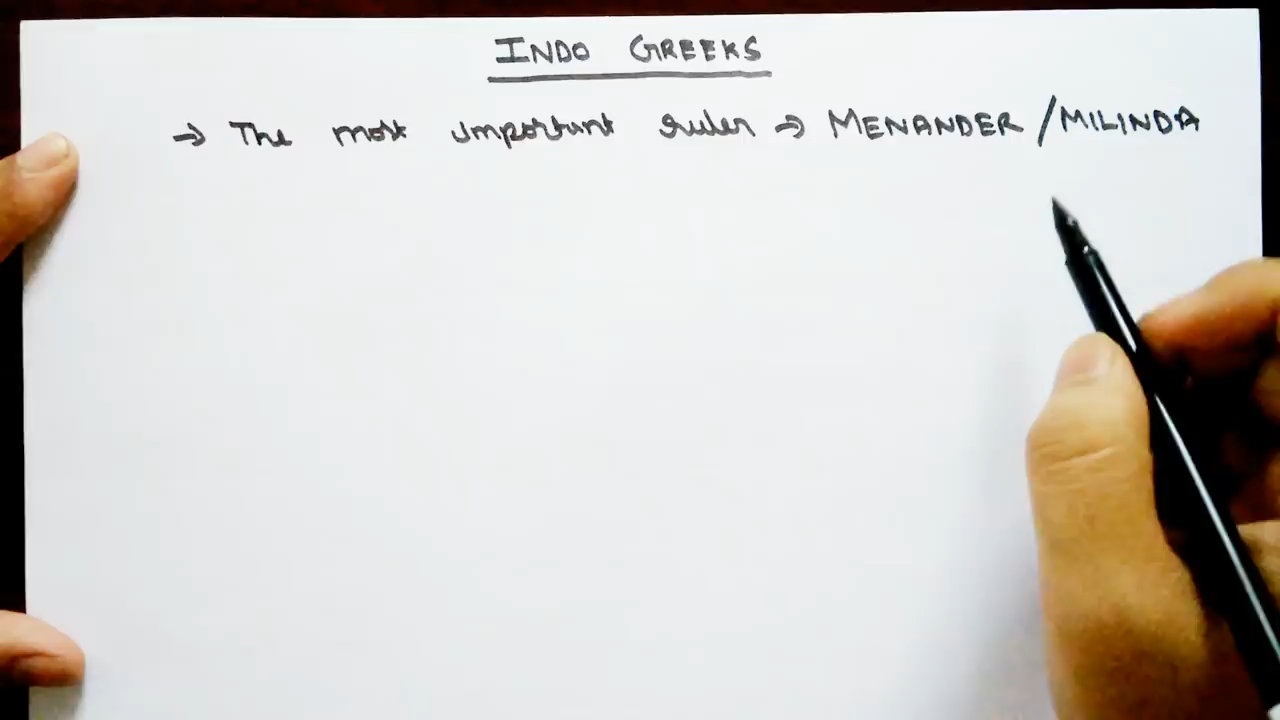 INDO GREEKS
→ The most important ruler → MENANDER / MILINDA